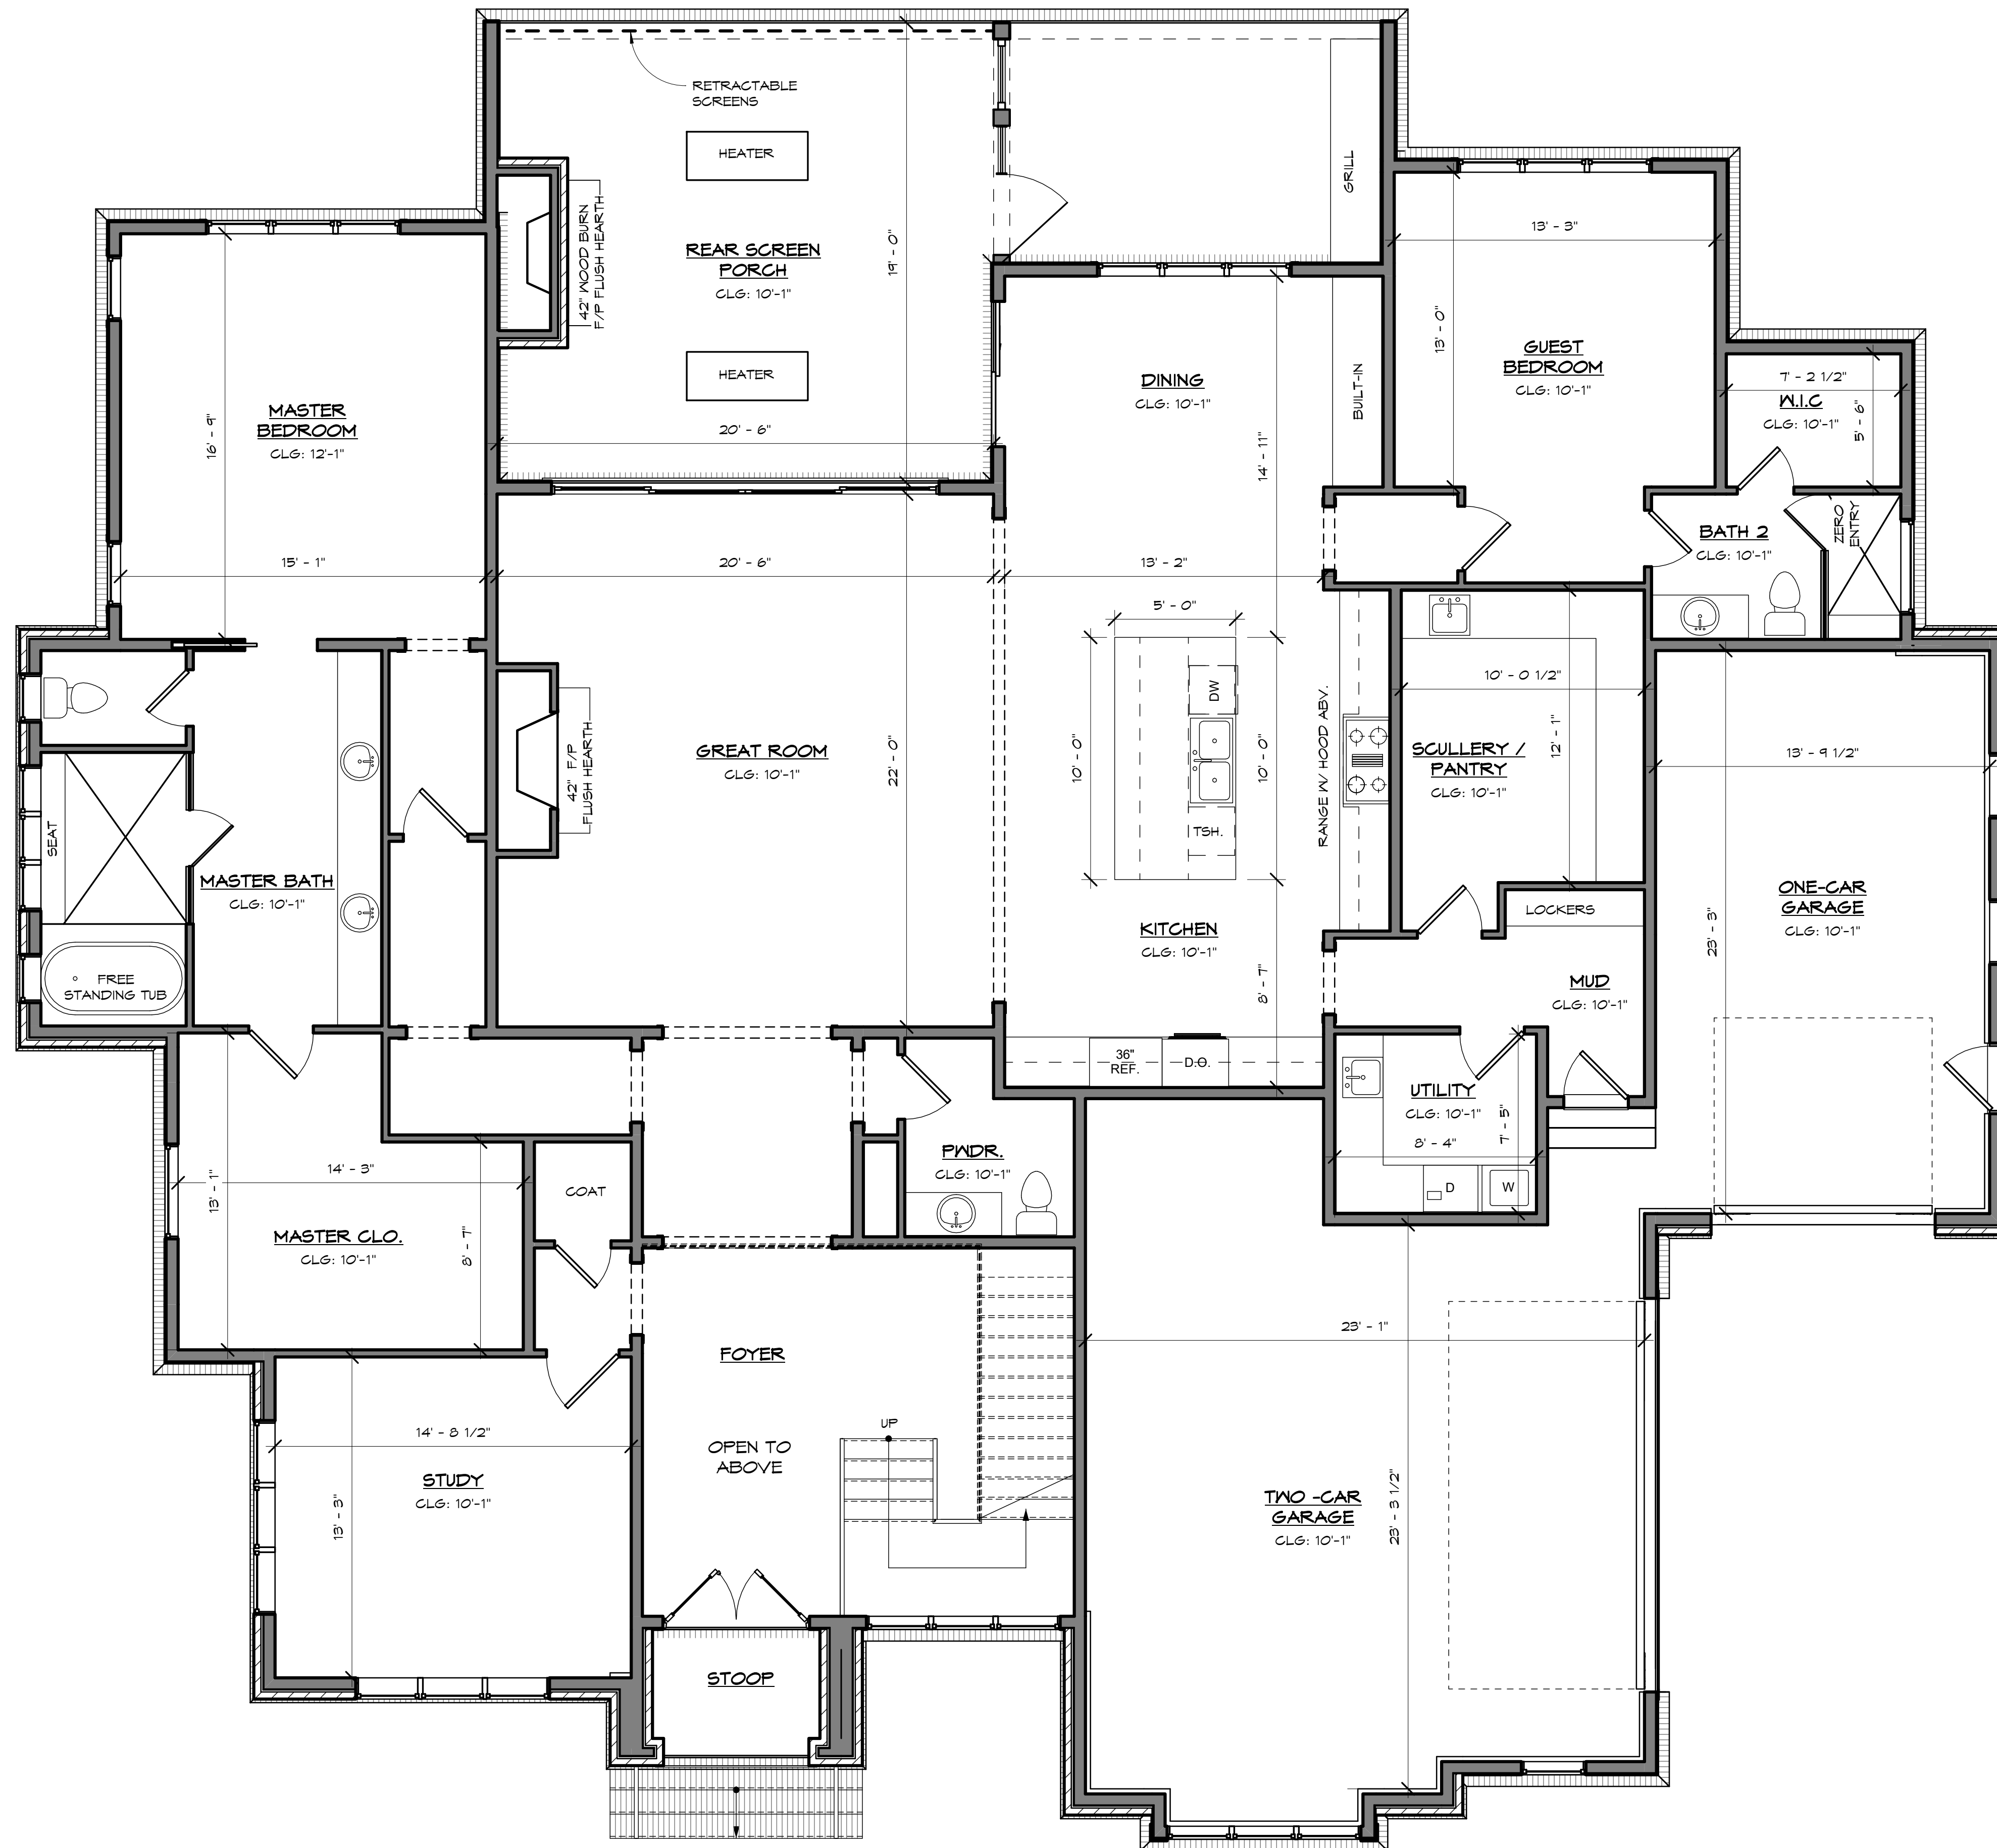 RETRACTABLE
SCREENS
HEATER
42" WOOD BURN
F/P FLUSH HEARTH
REAR SCREEN
PORCH
CLG: 10'-1"
19' - 0"
HEATER
20' - 6"
GRILL
13' - 3"
13' - 0"
GUEST
BEDROOM
CLG: 10'-1"
7' - 2 1/2"
W.I.C
CLG: 10'-1"
5' - 6"
MASTER
BEDROOM
CLG: 12'-1"
16' - 9"
15' - 1"
DINING
CLG: 10'-1"
BUILT-IN
14' - 11"
BATH 2
CLG: 10'-1"
ZERO
ENTRY
20' - 6"
13' - 2"
5' - 0"
10' - 0"
DW
10' - 0"
TSH.
RANGE W/ HOOD ABV.
10' - 0 1/2"
SCULLERY /
PANTRY
CLG: 10'-1"
12' - 1"
13' - 9 1/2"
GREAT ROOM
CLG: 10'-1"
22' - 0"
42" F/P
FLUSH HEARTH
SEAT
MASTER BATH
CLG: 10'-1"
FREE
STANDING TUB
KITCHEN
CLG: 10'-1"
8' - 7"
LOCKERS
MUD
CLG: 10'-1"
ONE-CAR
GARAGE
CLG: 10'-1"
23' - 3"
36"
REF.
D.O.
UTILITY
CLG: 10'-1"
8' - 4"
7' - 5"
D
W
PWDR.
CLG: 10'-1"
COAT
14' - 3"
13' - 1"
MASTER CLO.
CLG: 10'-1"
8' - 7"
FOYER
OPEN TO
ABOVE
UP
23' - 1"
14' - 8 1/2"
STUDY
CLG: 10'-1"
13' - 3"
TWO -CAR
GARAGE
CLG: 10'-1"
23' - 3 1/2"
STOOP